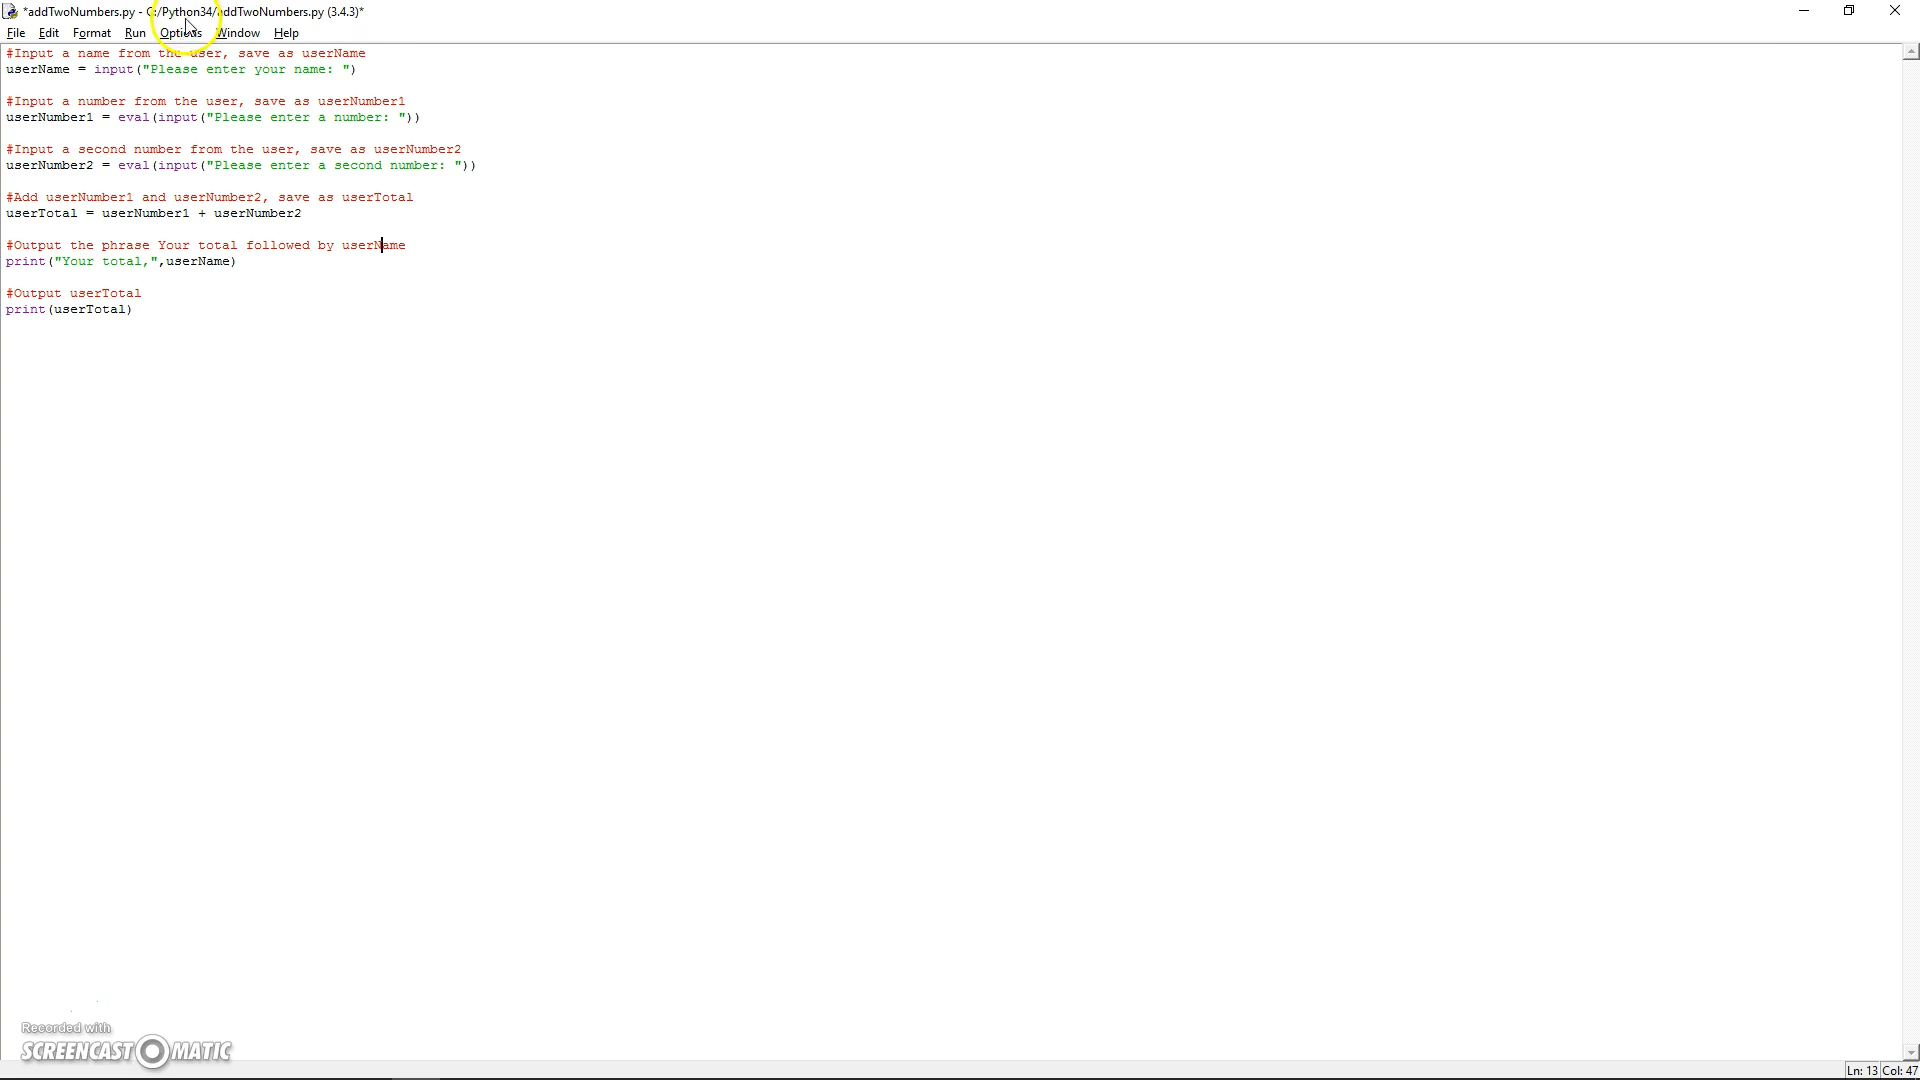 *addTwoNumbers.py - C:/Python34/addTwoNumbers.py (3.4.3)*
File Edit Format Run Options Window Help
#Input a name from the user, save as userName
userName = input("Please enter your name: ")
#Input a number from the user, save as userNumber1
userNumber1 = eval(input("Please enter a number: "))
#Input a second number from the user, save as userNumber2
userNumber2 = eval(input("Please enter a second number: "))
#Add userNumber1 and userNumber2, save as userTotal
userTotal = userNumber1 + userNumber2
#Output the phrase Your total followed by userName
print("Your total,",userName)
#Output userTotal
print(userTotal)
Recorded with
SCREENCAST MATIC
Ln: 13 Col: 47